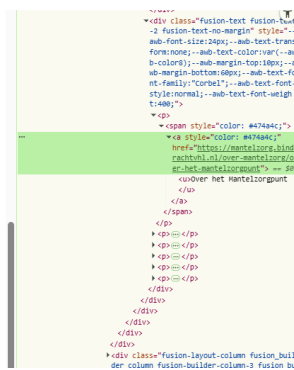 </div>
<div class="fusion-text fusion-text
-2 fusion-text-no-margin" style="--
awb-font-size:24px;--awb-text-trans
form:none;--awb-text-color:var(--aw
b-color8);--awb-margin-top:10px;--a
wb-margin-bottom:60px;--awb-text-fo
nt-family:"Corbel";--awb-text-font-
style:normal;--awb-text-font-weigh
t:400;">
<p>
<span style="color: #474a4c;">
... <a style="color: #474a4c;"
href="https://mantelzorg.bind
rachtvhl.nl/over-mantelzorg/o
er-het-mantelzorgpunt"> == $0
<u>Over het Mantelzorgpunt
</u>
</a>
</span>
</p>
<p>…</p>
<p>…</p>
<p>…</p>
<p>…</p>
<p>…</p>
</div>
</div>
</div>
</div>
</div>
<div class="fusion-layout-column fusion_buil
der_column fusion-builder-column-3 fusion_bu